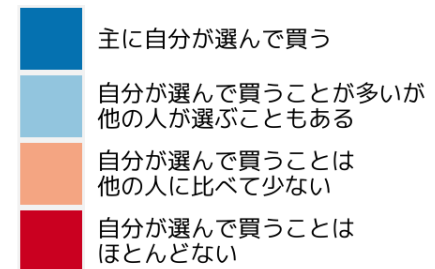 主に自分が選んで買う
自分が選んで買うことが多いが
他の人が選ぶこともある
自分が選んで買うことは
他の人に比べて少ない
自分が選んで買うことは
ほとんどない